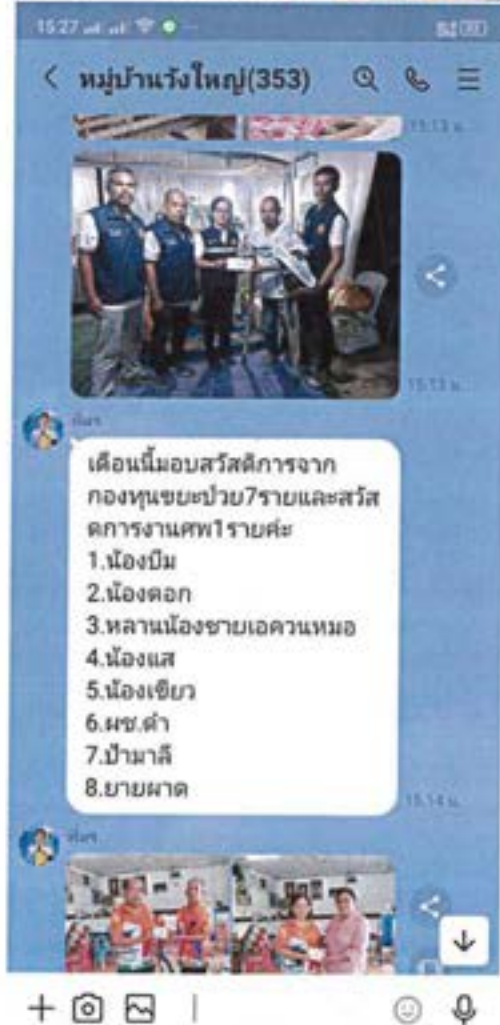 15:27
หมู่บ้านวังใหญ่(353)
15:13 น.
15:13 น.
เดือนนี้มอบสวัสดิการจาก
กองทุนขยะป่วย7รายและสวัส
ดการงานศพ1รายค่ะ
1.น้องบีม
2.น้องดอก
3.หลานน้องชายเอควนหมอ
4.น้องแส
5.น้องเขียว
6.ผช.ดำ
7.ป้ามาลี
8.ยายผาด
15:14 น.